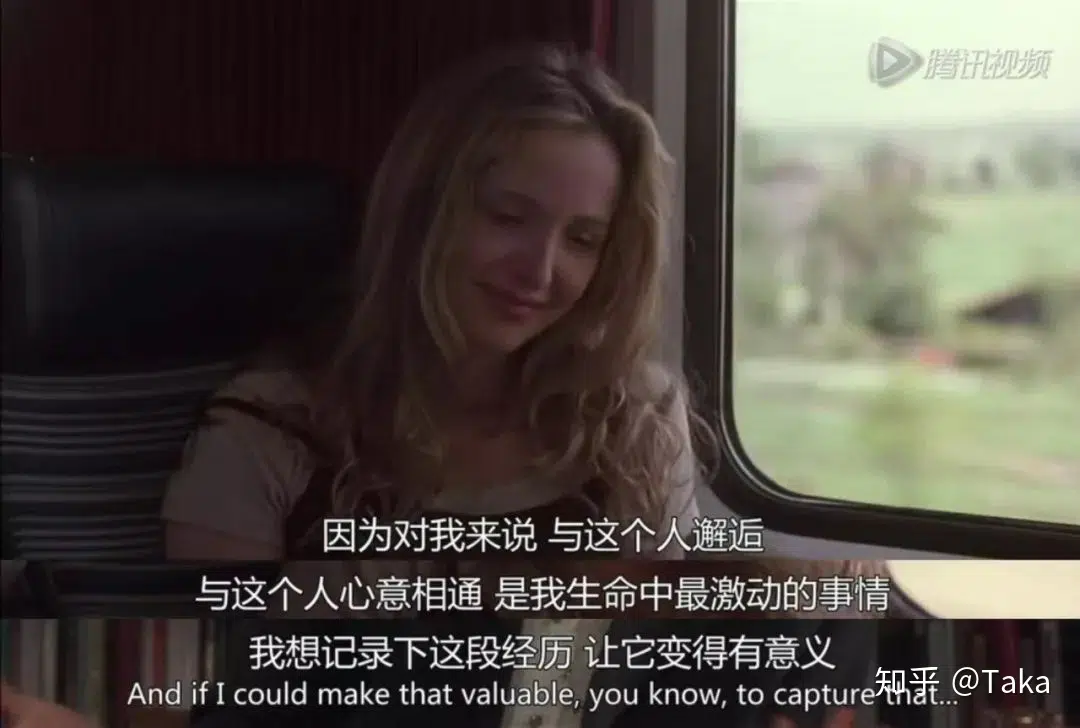 腾讯视频
因为对我来说 与这个人邂逅
与这个人心意相通 是我生命中最激动的事情
我想记录下这段经历 让它变得有意义
And if I could make that valuable, you know, to capture that...
知乎 @Taka